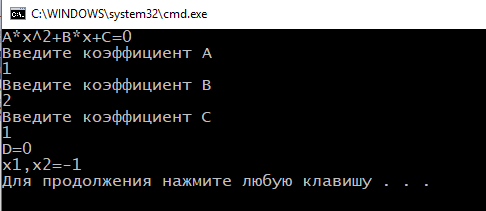 C:\WINDOWS\system32\cmd.exe
A*x^2+B*x+C=0
Введите коэффициент A
1
Введите коэффициент B
2
Введите коэффициент C
1
D=0
x1,x2=-1
Для продолжения нажмите любую клавишу . . .